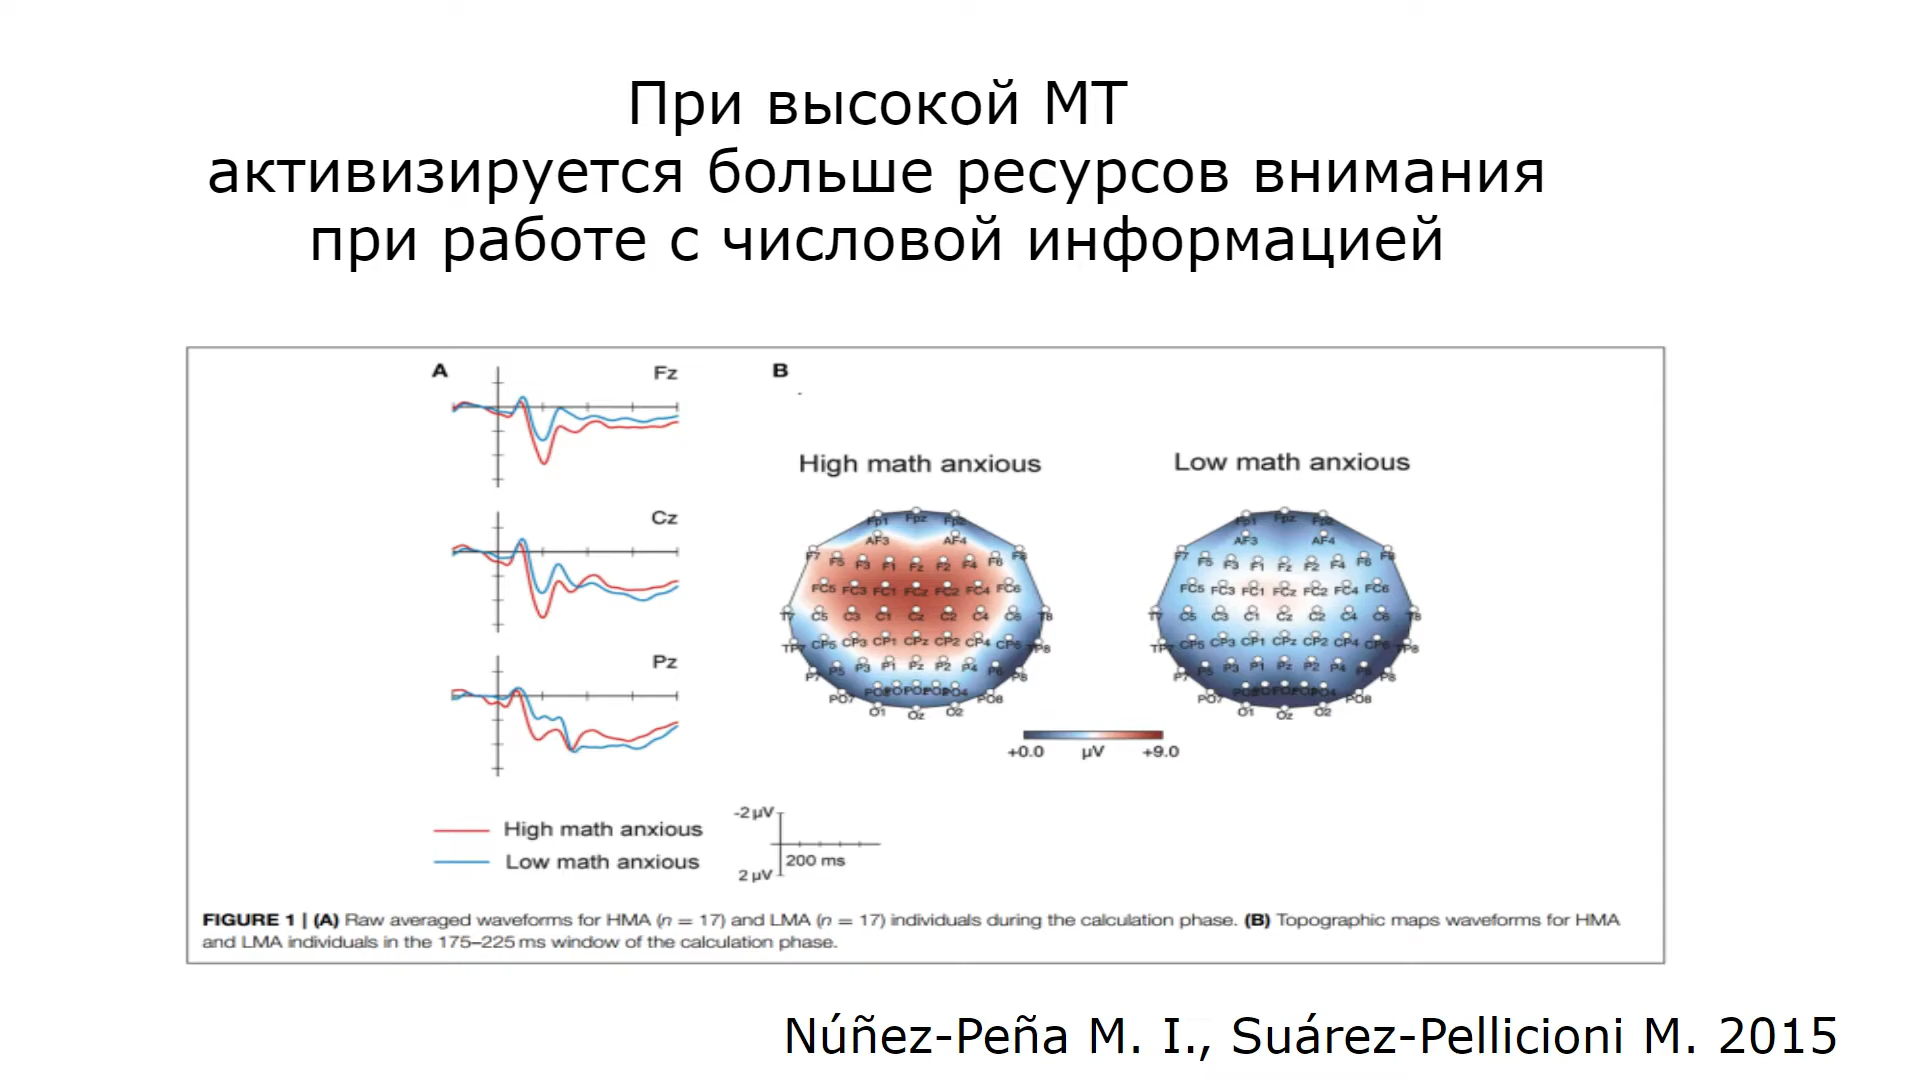 При высокой МТ
активизируется больше ресурсов внимания
при работе с числовой информацией
A
Fz
Cz
Pz
High math anxious
Low math anxious
-2 µV
200 ms
2 µV
B
High math anxious
Fp1 Fpz Fp2
AF3 AF4
F7 F5 F3 F1 Fz F2 F4 F6 F8
FC5 FC3 FC1 FCz FC2 FC4 FC6
T7 C5 C3 C1 Cz C2 C4 C6 T8
TP7 CP5 CP3 CP1 CPz CP2 CP4 CP6 TP8
P7 P5 P3 P1 Pz P2 P4 P6 P8
PO7 PO4 PO8
O1 Oz O2
Low math anxious
Fp1 Fpz Fp2
AF3 AF4
F7 F5 F3 F1 Fz F2 F4 F6 F8
FC5 FC3 FC1 FCz FC2 FC4 FC6
T7 C5 C3 C1 Cz C2 C4 C6 T8
TP7 CP5 CP3 CP1 CPz CP2 CP4 CP6 TP8
P7 P5 P3 P1 Pz P2 P4 P6 P8
PO7 PO4 PO8
O1 Oz O2
+0.0 µV +9.0
FIGURE 1 | (A) Raw averaged waveforms for HMA (n = 17) and LMA (n = 17) individuals during the calculation phase. (B) Topographic maps waveforms for HMA
and LMA individuals in the 175–225 ms window of the calculation phase.
Núñez-Peña M. I., Suárez-Pellicioni M. 2015